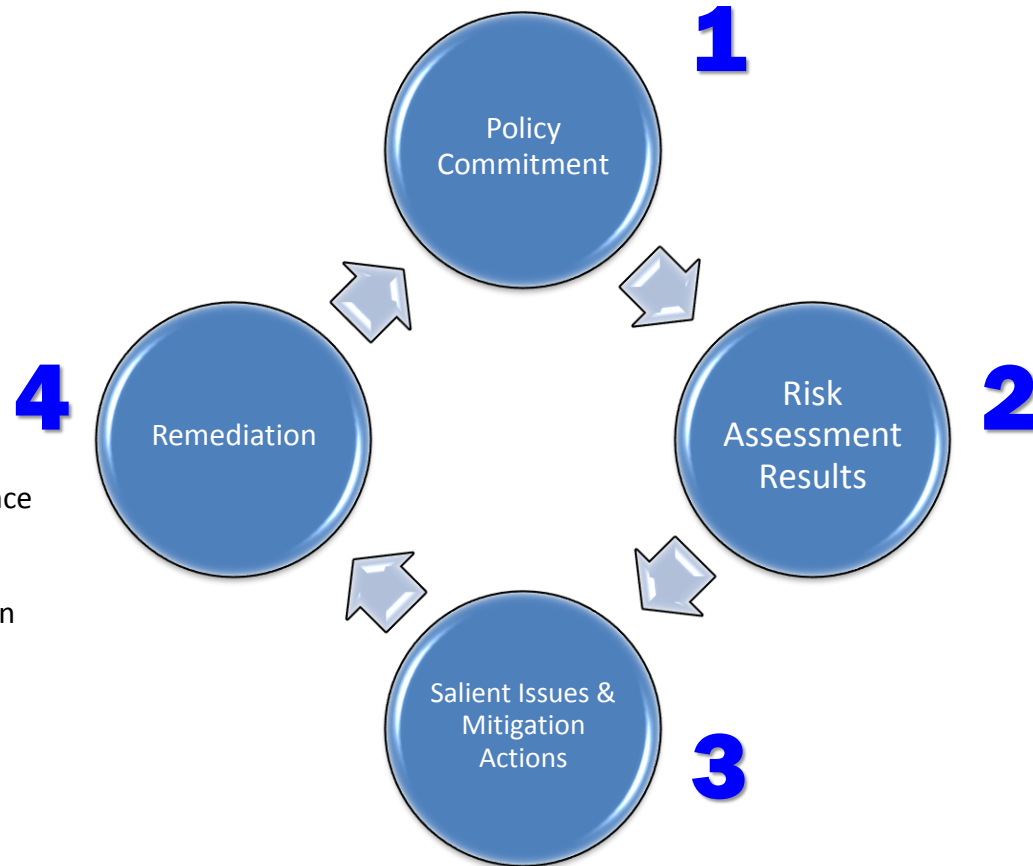 1
Policy
Commitment
2
Risk
Assessment
Results
3
Salient Issues &
Mitigation
Actions
4
Remediation